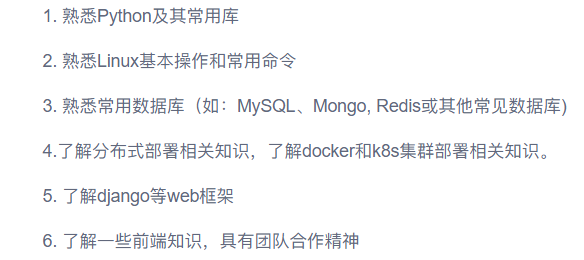 1. 熟悉Python及其常用库
2. 熟悉Linux基本操作和常用命令
3. 熟悉常用数据库（如：MySQL、Mongo, Redis或其他常见数据库)
4.了解分布式部署相关知识，了解docker和k8s集群部署相关知识。
5. 了解django等web框架
6. 了解一些前端知识，具有团队合作精神